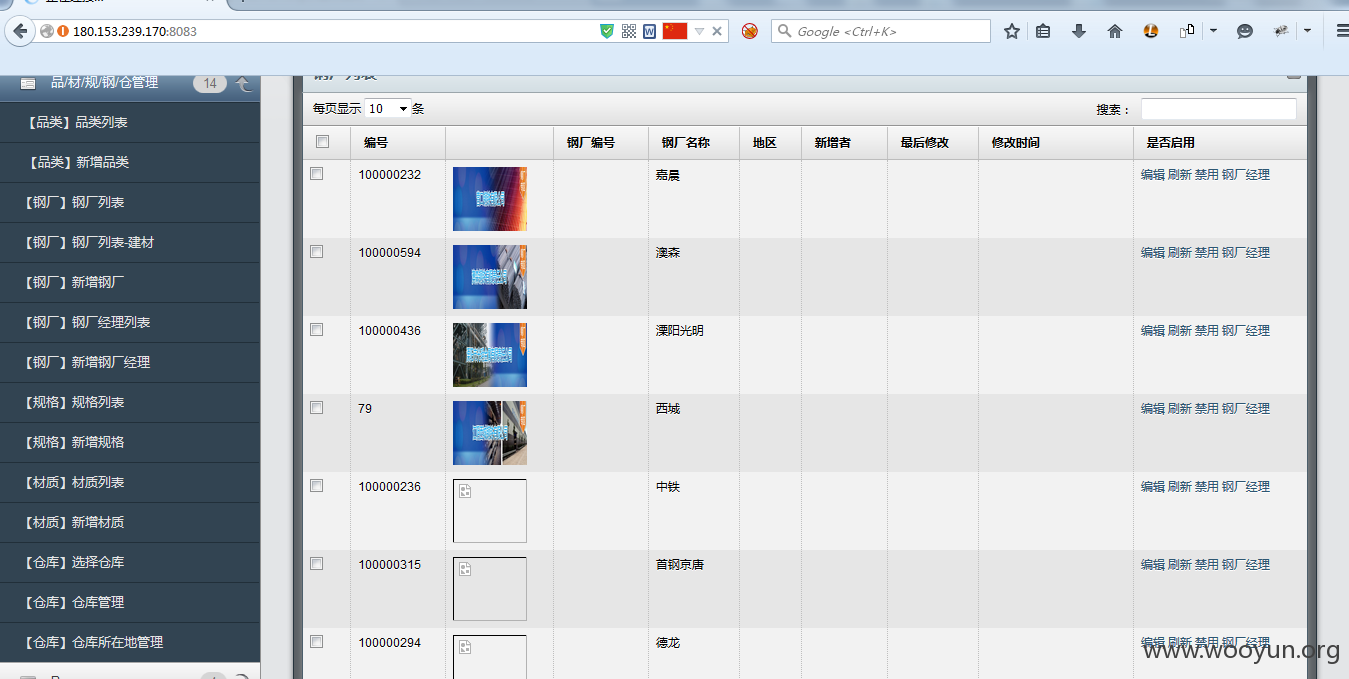 180.153.239.170:8083
Google <Ctrl+K>
品/材/规/钢/仓管理 14
【品类】品类列表
【品类】新增品类
【钢厂】钢厂列表
【钢厂】钢厂列表-建材
【钢厂】新增钢厂
【钢厂】钢厂经理列表
【钢厂】新增钢厂经理
【规格】规格列表
【规格】新增规格
【材质】材质列表
【材质】新增材质
【仓库】选择仓库
【仓库】仓库管理
【仓库】仓库所在地管理
钢厂列表
每页显示 10 条 搜索：
编号 钢厂编号 钢厂名称 地区 新增者 最后修改 修改时间 是否启用
100000232 嘉晨 编辑 刷新 禁用 钢厂经理
100000594 澳森 编辑 刷新 禁用 钢厂经理
100000436 溧阳光明 编辑 刷新 禁用 钢厂经理
79 西城 编辑 刷新 禁用 钢厂经理
100000236 中铁 编辑 刷新 禁用 钢厂经理
100000315 首钢京唐 编辑 刷新 禁用 钢厂经理
100000294 德龙 编辑 刷新 禁用 钢厂经理
www.wooyun.org